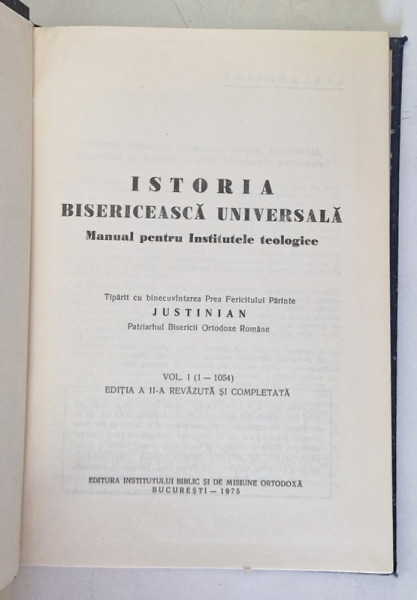 ISTORIA
BISERICEASCĂ UNIVERSALĂ
Manual pentru Institutele teologice
Tipărit cu binecuvîntarea Prea Fericitului Părinte
JUSTINIAN
Patriarhul Bisericii Ortodoxe Române
VOL. I (1 — 1054)
EDIȚIA A II-A REVĂZUTĂ ȘI COMPLETATĂ
EDITURA INSTITUTULUI BIBLIC ȘI DE MISIUNE ORTODOXĂ
BUCUREȘTI — 1975